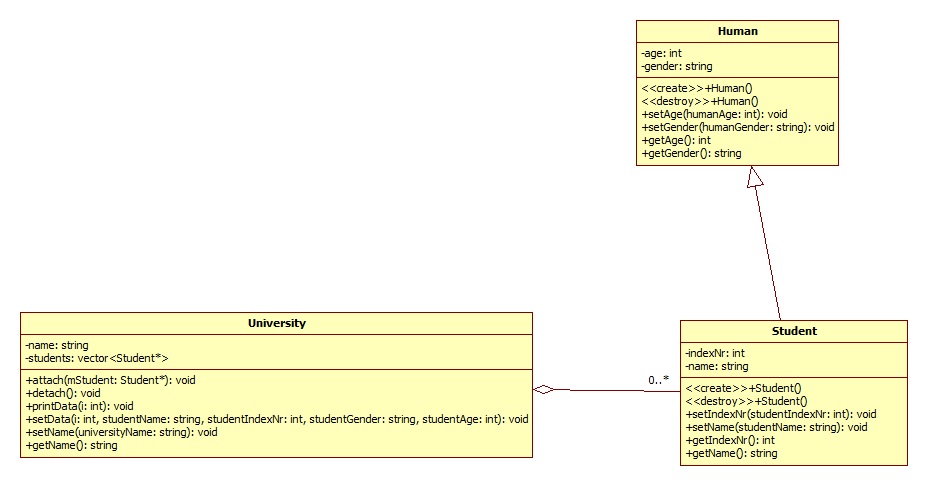 Human
-age: int
-gender: string
<<create>>+Human()
<<destroy>>+Human()
+setAge(humanAge: int): void
+setGender(humanGender: string): void
+getAge(): int
+getGender(): string
University
-name: string
-students: vector<Student*>
+attach(mStudent: Student*): void
+detach(): void
+printData(i: int): void
+setData(i: int, studentName: string, studentIndexNr: int, studentGender: string, studentAge: int): void
+setName(universityName: string): void
+getName(): string
0..*
Student
-indexNr: int
-name: string
<<create>>+Student()
<<destroy>>+Student()
+setIndexNr(studentIndexNr: int): void
+setName(studentName: string): void
+getIndexNr(): int
+getName(): string